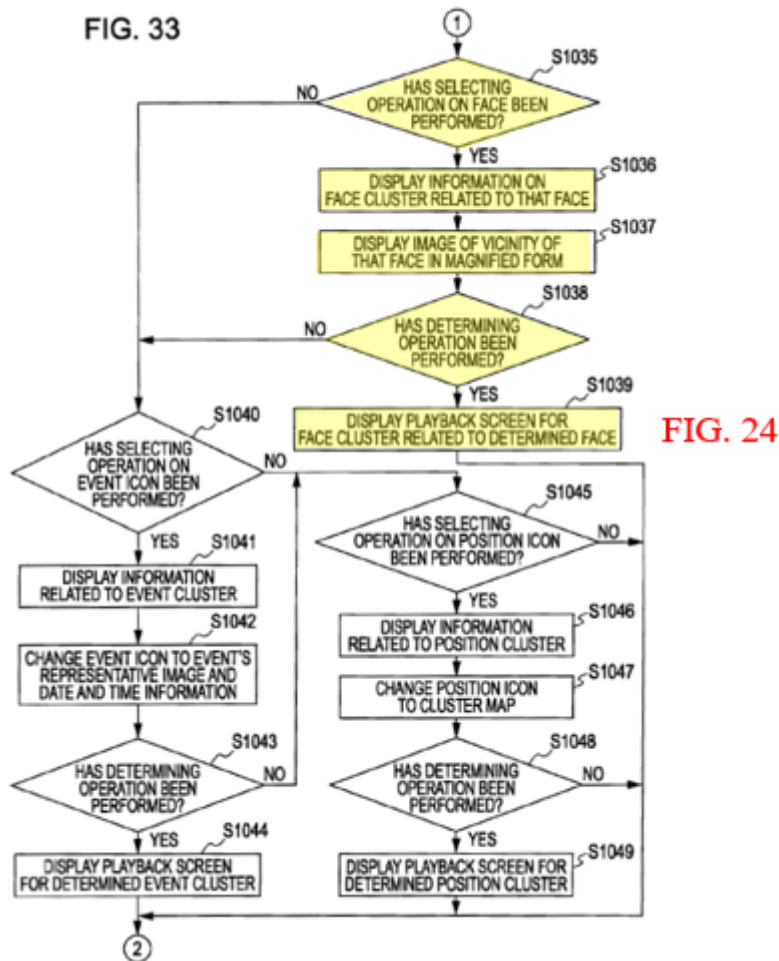 FIG. 33
1
S1035
HAS SELECTING
OPERATION ON FACE BEEN
PERFORMED?
NO
YES
S1036
DISPLAY INFORMATION ON
FACE CLUSTER RELATED TO THAT FACE
S1037
DISPLAY IMAGE OF VICINITY OF
THAT FACE IN MAGNIFIED FORM
S1038
HAS DETERMINING
OPERATION BEEN
PERFORMED?
NO
YES
S1039
DISPLAY PLAYBACK SCREEN FOR
FACE CLUSTER RELATED TO DETERMINED FACE
FIG. 24
S1040
HAS SELECTING
OPERATION ON
EVENT ICON BEEN
PERFORMED?
NO
YES
S1041
DISPLAY INFORMATION
RELATED TO EVENT CLUSTER
S1042
CHANGE EVENT ICON TO EVENT'S
REPRESENTATIVE IMAGE AND
DATE AND TIME INFORMATION
S1043
HAS DETERMINING
OPERATION BEEN
PERFORMED?
NO
YES
S1044
DISPLAY PLAYBACK SCREEN
FOR DETERMINED EVENT CLUSTER
S1045
HAS SELECTING
OPERATION ON POSITION ICON
BEEN PERFORMED?
NO
YES
S1046
DISPLAY INFORMATION
RELATED TO POSITION CLUSTER
S1047
CHANGE POSITION ICON
TO CLUSTER MAP
S1048
HAS DETERMINING
OPERATION BEEN
PERFORMED?
NO
YES
S1049
DISPLAY PLAYBACK SCREEN FOR
DETERMINED POSITION CLUSTER
2